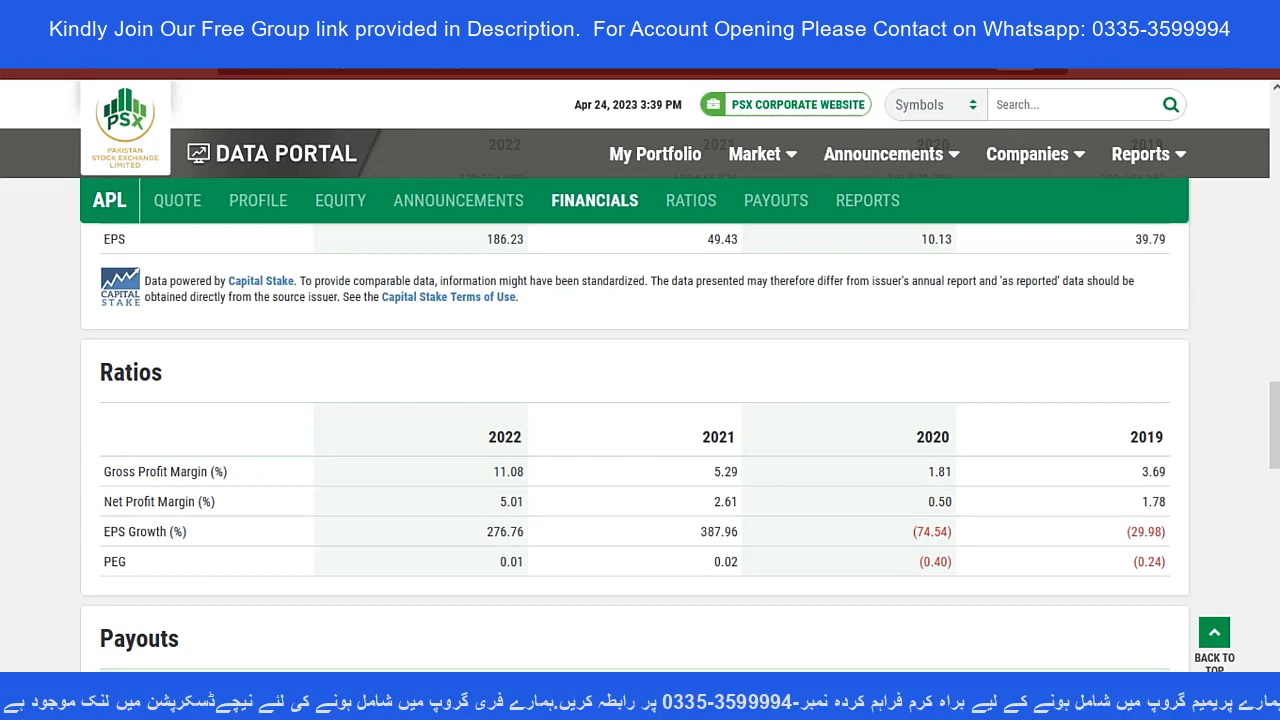 Kindly Join Our Free Group link provided in Description.  For Account Opening Please Contact on Whatsapp: 0335-3599994
Apr 24, 2023 3:39 PM
PSX CORPORATE WEBSITE
Symbols
Search...
PSX
PAKISTAN
STOCK EXCHANGE
LIMITED
DATA PORTAL
2022 2020 2019
My Portfolio Market Announcements Companies Reports
APL QUOTE PROFILE EQUITY ANNOUNCEMENTS FINANCIALS RATIOS PAYOUTS REPORTS
EPS 186.23 49.43 10.13 39.79
CAPITAL
STAKE
Data powered by Capital Stake. To provide comparable data, information might have been standardized. The data presented may therefore differ from issuer's annual report and 'as reported' data should be
obtained directly from the source issuer. See the Capital Stake Terms of Use.
Ratios
2022 2021 2020 2019
Gross Profit Margin (%) 11.08 5.29 1.81 3.69
Net Profit Margin (%) 5.01 2.61 0.50 1.78
EPS Growth (%) 276.76 387.96 (74.54) (29.98)
PEG 0.01 0.02 (0.40) (0.24)
Payouts
BACK TO
TOP
ہمارے پریمیم گروپ میں شامل ہونے کے لیے براہ کرم فراہم کردہ نمبر-0335-3599994 پر رابطہ کریں.ہمارے فری گروپ میں شامل ہونے کی لئے نیچےڈسکرپشن میں لنک موجود ہے